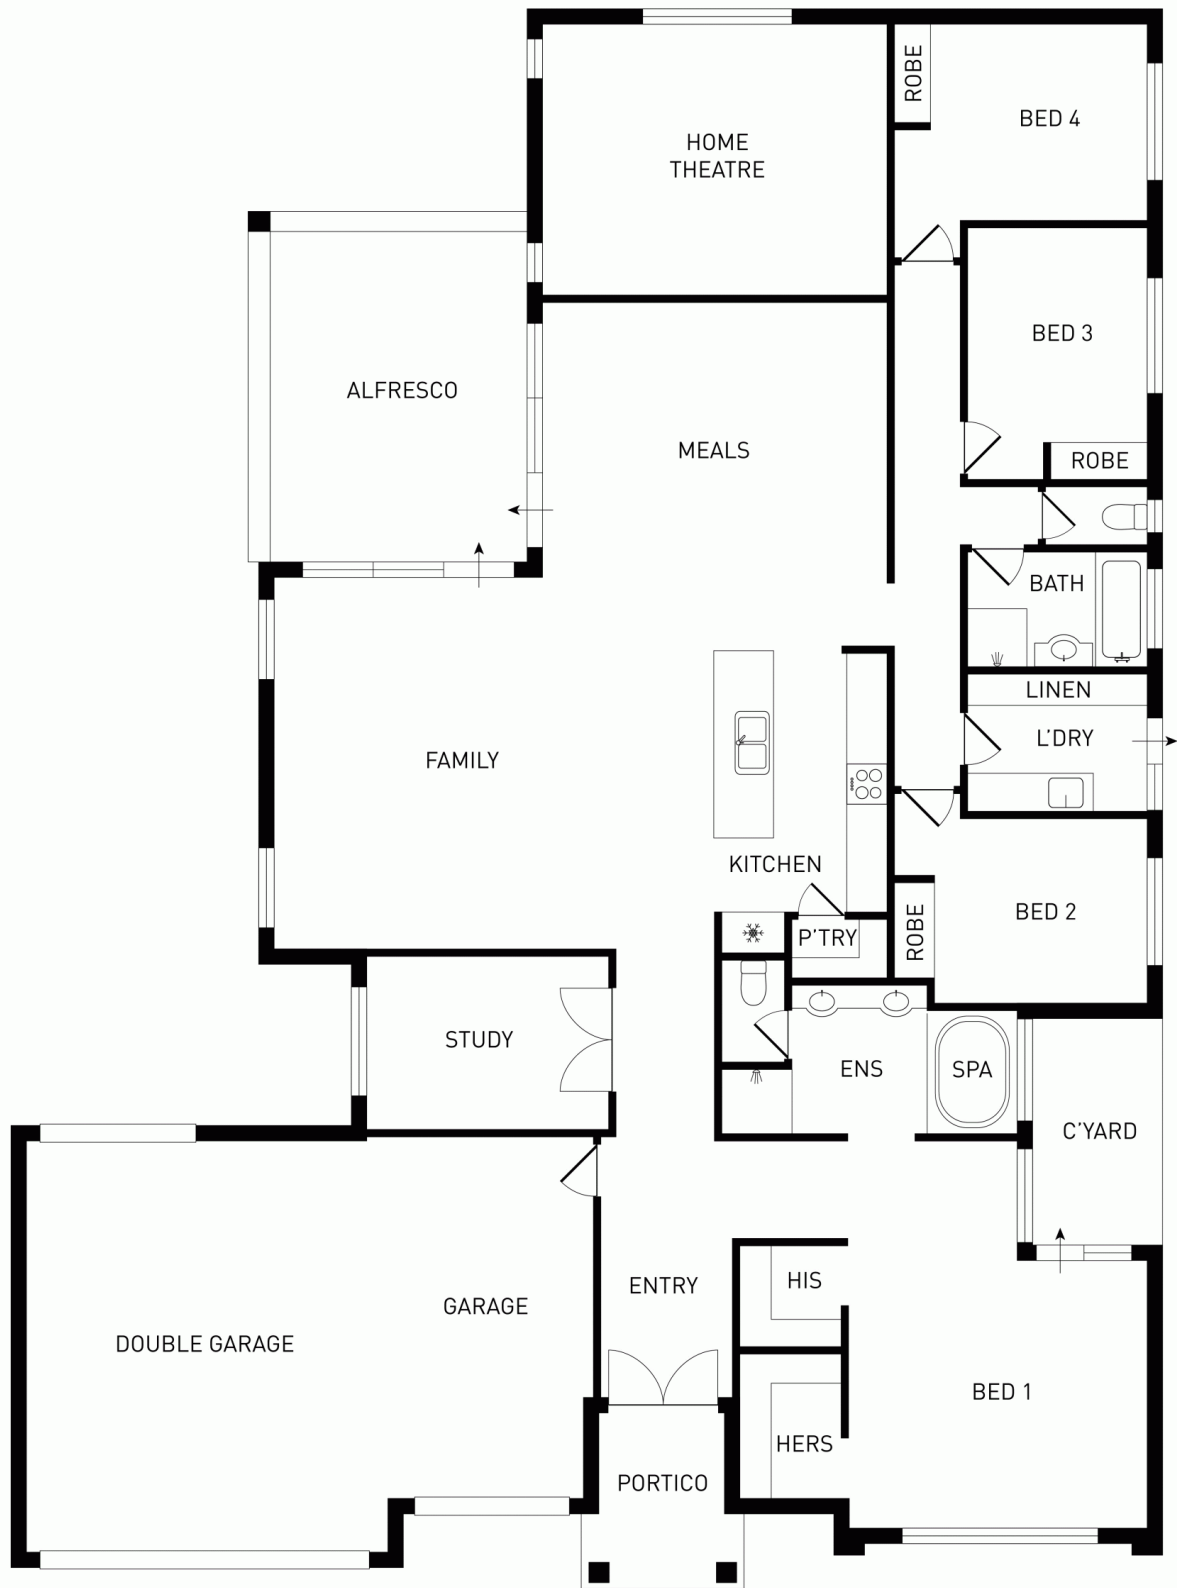 ROBE
BED 4
HOME
THEATRE
BED 3
ALFRESCO
MEALS
ROBE
BATH
LINEN
L'DRY
FAMILY
KITCHEN
ROBE
BED 2
P'TRY
STUDY
ENS
SPA
C'YARD
HIS
ENTRY
GARAGE
DOUBLE GARAGE
BED 1
HERS
PORTICO